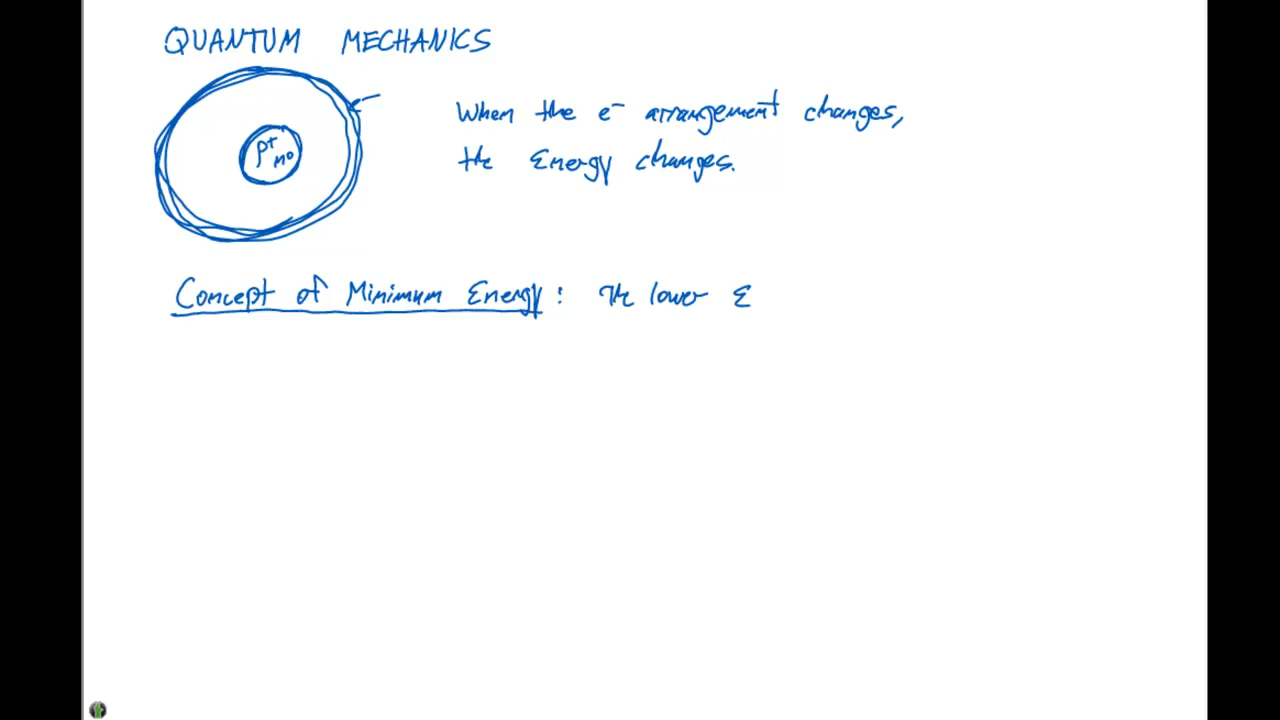 QUANTUM MECHANICS
When the e⁻ arrangement changes,
the Energy changes.
p⁺
n⁰
Concept of Minimum Energy: The lower E